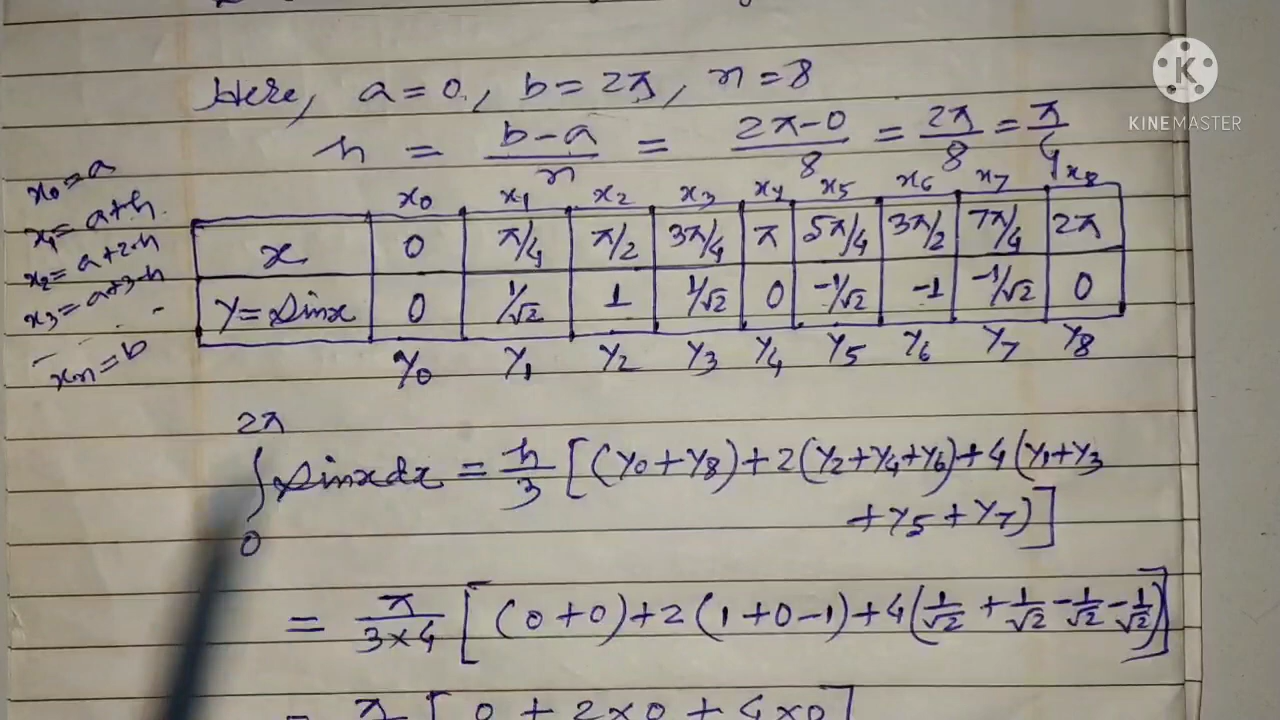 Here, a = 0, b = 2π, n = 8
KINEMASTER
h = b-a/n = 2π-0/8 = 2π/8 = π/4
x0 = a
x1 = a+h
x2 = a+2h
x3 = a+3h
xn = b
x0 x1 x2 x3 x4 x5 x6 x7 x8
x 0 π/4 π/2 3π/4 π 5π/4 3π/2 7π/4 2π
Y = sinx 0 1/√2 1 1/√2 0 -1/√2 -1 -1/√2 0
Y0 Y1 Y2 Y3 Y4 Y5 Y6 Y7 Y8
∫0^2π sinx dx = h/3 [(Y0+Y8)+2(Y2+Y4+Y6)+4(Y1+Y3
+Y5+Y7)]
= π/3×4 [(0+0)+2(1+0-1)+4(1/√2+1/√2-1/√2-1/√2)]
= π [0+2×0+4×0]